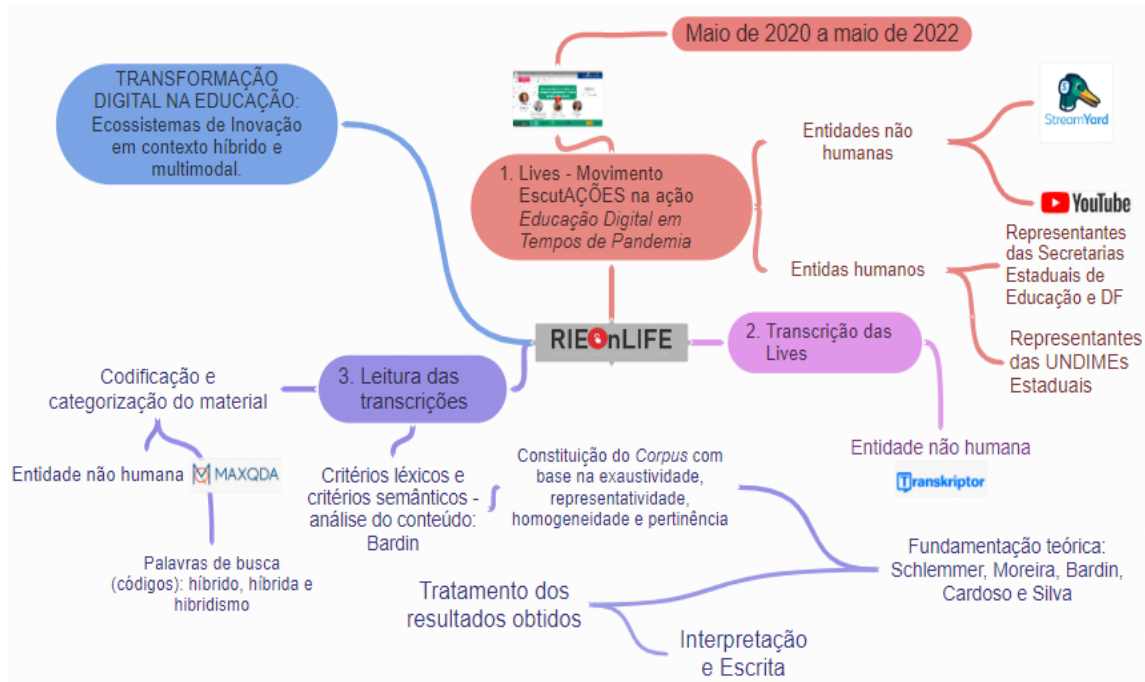 Maio de 2020 a maio de 2022
TRANSFORMAÇÃO
DIGITAL NA EDUCAÇÃO:
Ecossistemas de Inovação
em contexto híbrido e
multimodal.
1. Lives - Movimento
EscutAÇÕES na ação
Educação Digital em
Tempos de Pandemia
Entidades não
humanas
StreamYard
YouTube
Entidas humanos
Representantes
das Secretarias
Estaduais de
Educação e DF
Representantes
das UNDIMEs
Estaduais
RIEOnLIFE
2. Transcrição das
Lives
Entidade não humana
Transkriptor
3. Leitura das
transcrições
Codificação e
categorização do material
Entidade não humana
MAXQDA
Palavras de busca
(códigos): híbrido, híbrida e
hibridismo
Critérios léxicos e
critérios semânticos -
análise do conteúdo:
Bardin
Constituição do Corpus com
base na exaustividade,
representatividade,
homogeneidade e pertinência
Fundamentação teórica:
Schlemmer, Moreira, Bardin,
Cardoso e Silva
Tratamento dos
resultados obtidos
Interpretação
e Escrita